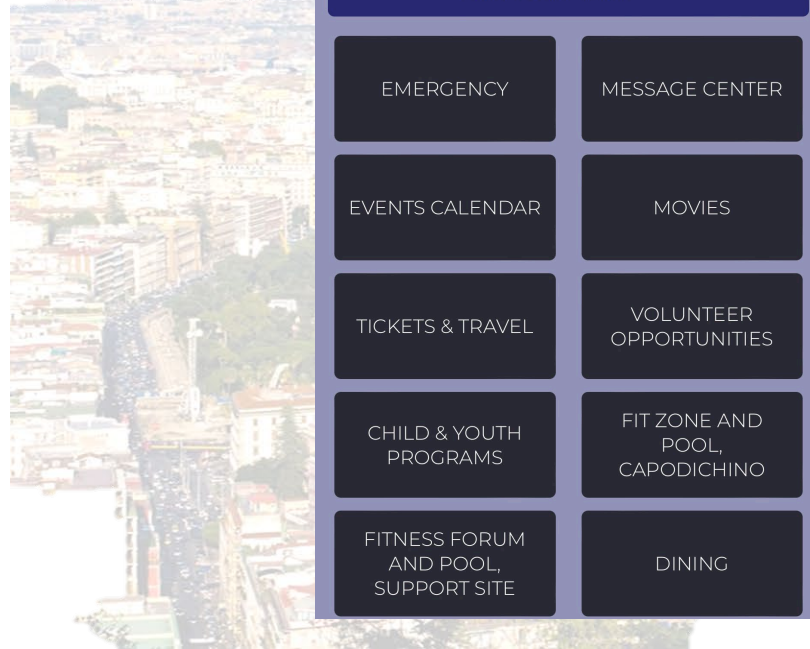 EMERGENCY
MESSAGE CENTER
EVENTS CALENDAR
MOVIES
TICKETS & TRAVEL
VOLUNTEER
OPPORTUNITIES
CHILD & YOUTH
PROGRAMS
FIT ZONE AND
POOL,
CAPODICHINO
FITNESS FORUM
AND POOL,
SUPPORT SITE
DINING